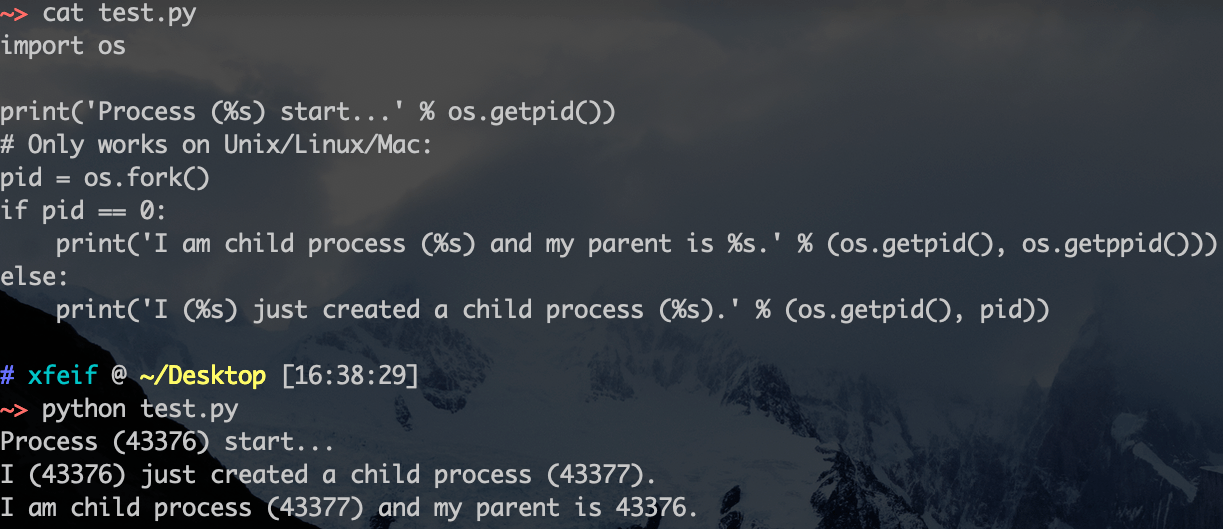 ~> cat test.py
import os

print('Process (%s) start...' % os.getpid())
# Only works on Unix/Linux/Mac:
pid = os.fork()
if pid == 0:
    print('I am child process (%s) and my parent is %s.' % (os.getpid(), os.getppid()))
else:
    print('I (%s) just created a child process (%s).' % (os.getpid(), pid))

# xfeif @ ~/Desktop [16:38:29]
~> python test.py
Process (43376) start...
I (43376) just created a child process (43377).
I am child process (43377) and my parent is 43376.